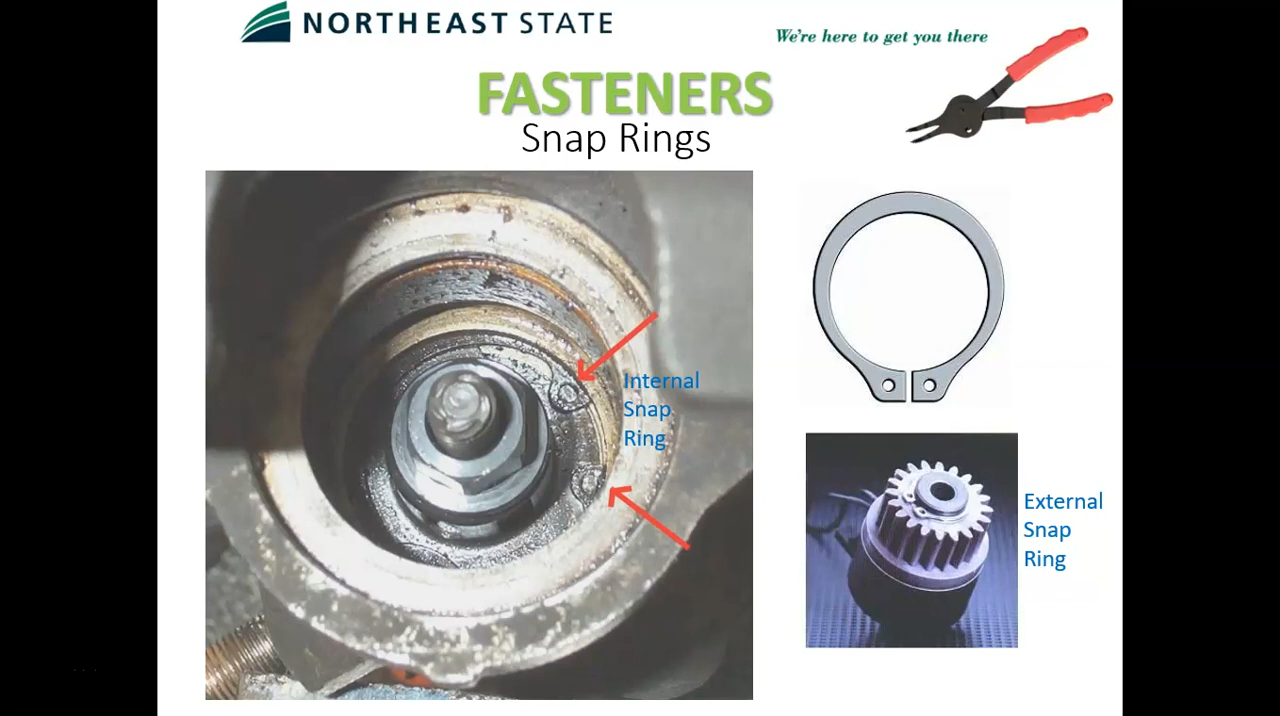 NORTHEAST STATE
We're here to get you there
FASTENERS
Snap Rings
Internal
Snap
Ring
External
Snap
Ring